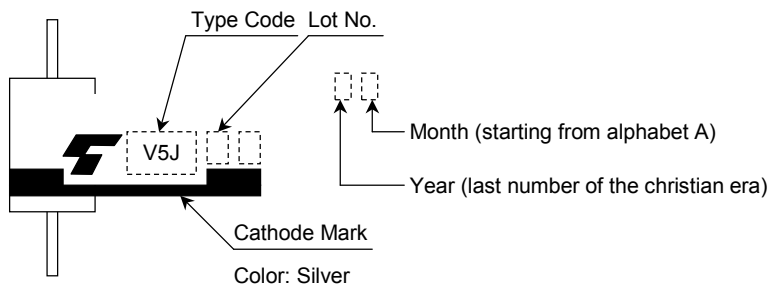 Type Code
Lot No.
V5J
Month (starting from alphabet A)
Year (last number of the christian era)
Cathode Mark
Color: Silver